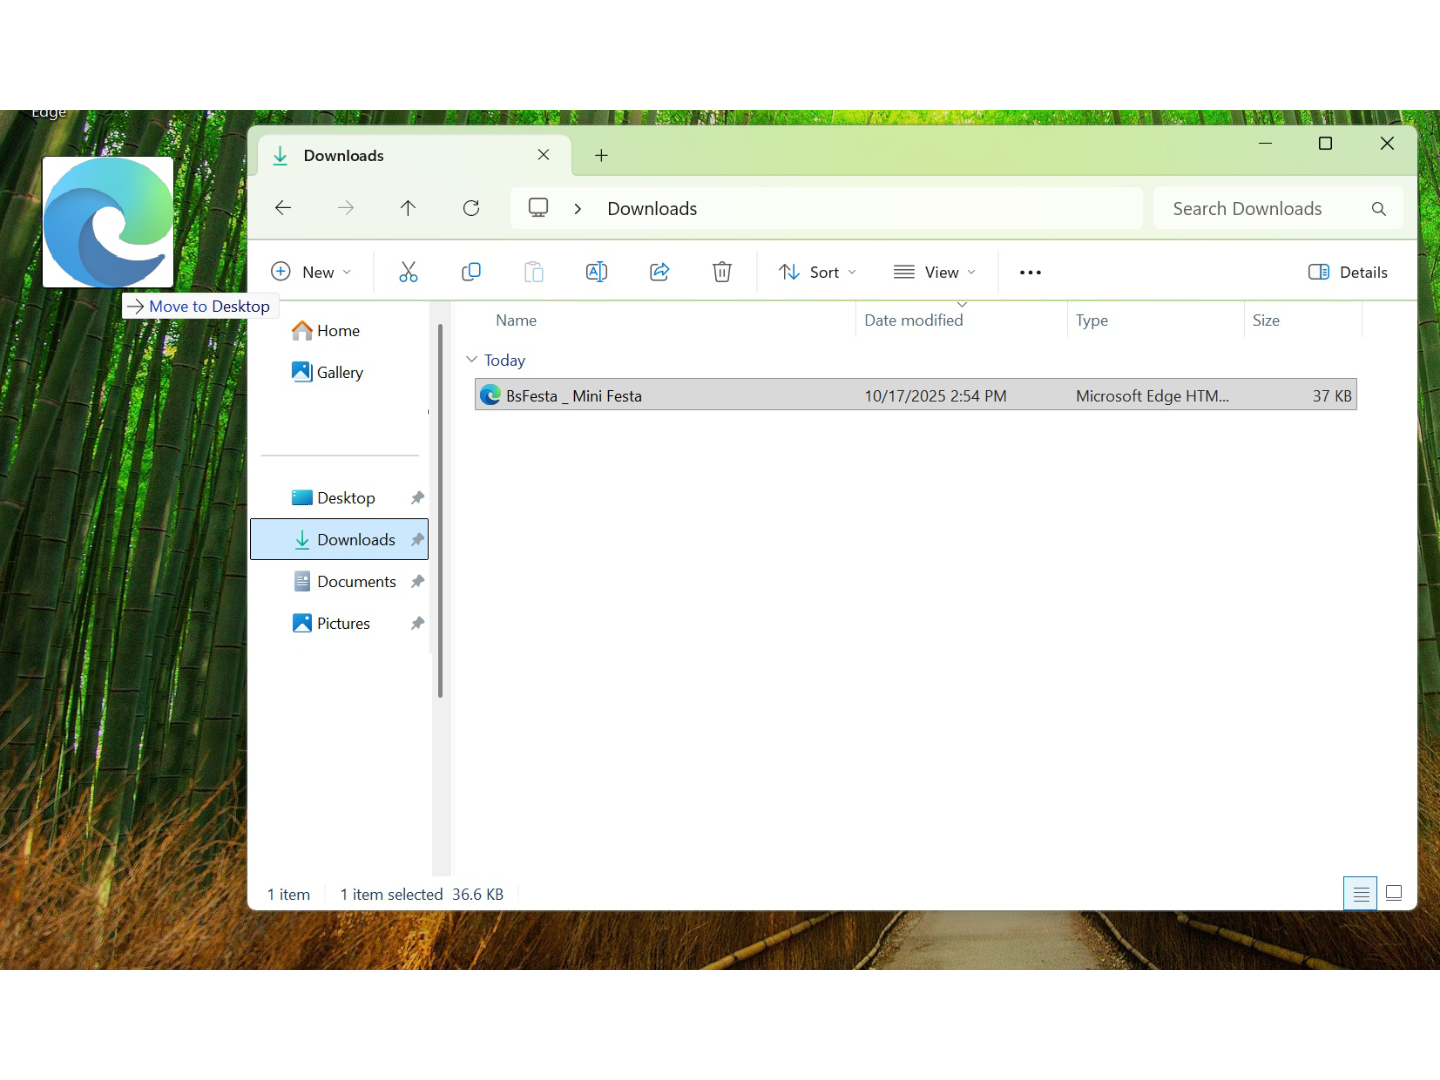 Edge
Downloads
Downloads
Search Downloads
New
Sort
View
Details
Move to Desktop
Home
Gallery
Desktop
Downloads
Documents
Pictures
Name Date modified Type Size
Today
BsFesta _ Mini Festa 10/17/2025 2:54 PM Microsoft Edge HTM... 37 KB
1 item 1 item selected 36.6 KB